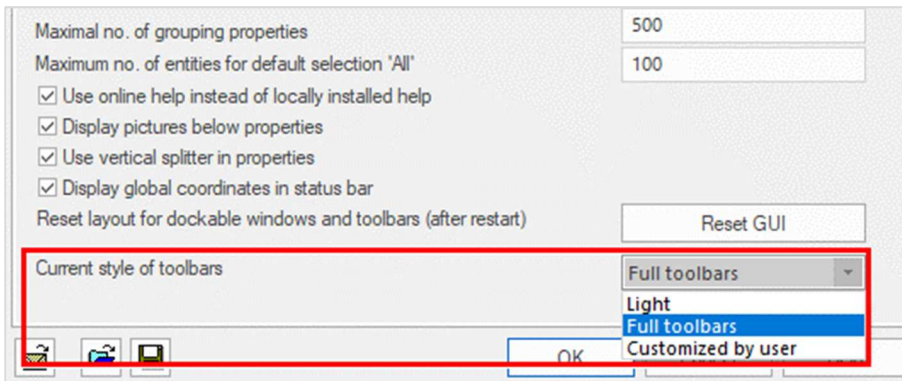 Maximal no. of grouping properties 500
Maximum no. of entities for default selection 'All' 100
Use online help instead of locally installed help
Display pictures below properties
Use vertical splitter in properties
Display global coordinates in status bar
Reset layout for dockable windows and toolbars (after restart) Reset GUI
Current style of toolbars Full toolbars
Light
Full toolbars
Customized by user
OK